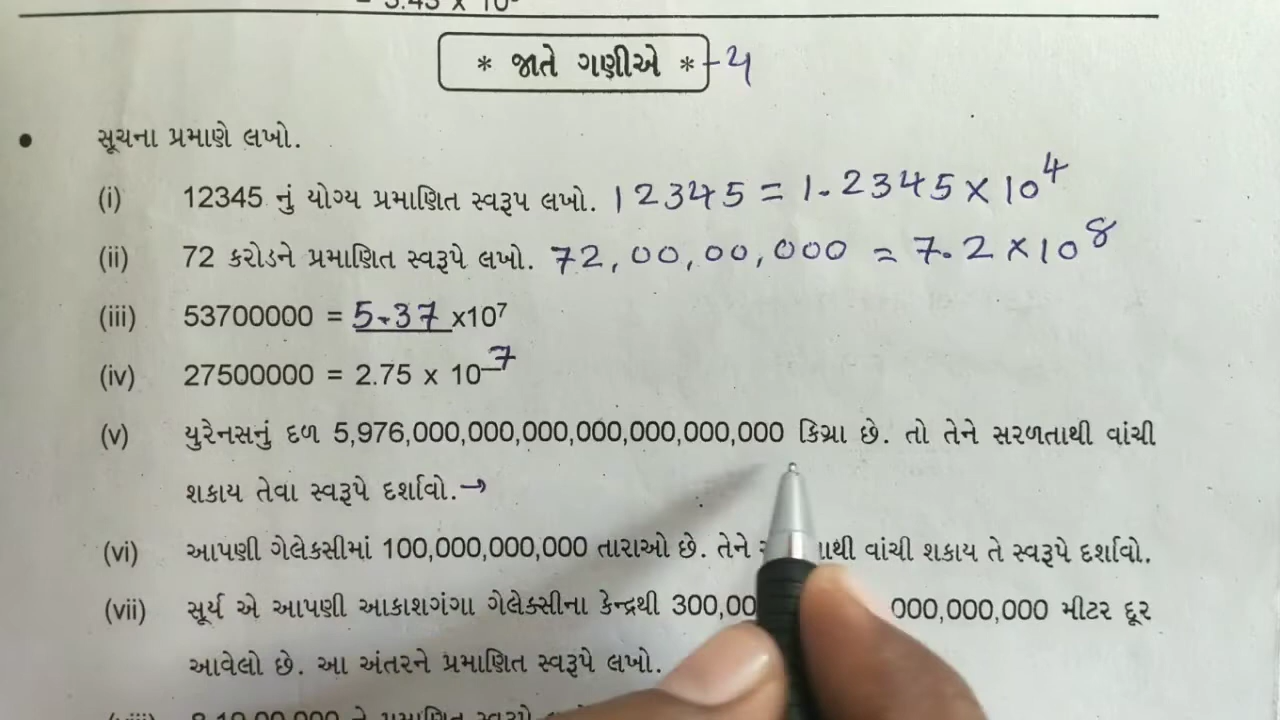 * જાતે ગણીએ * -4
સૂચના પ્રમાણે લખો.
(i) 12345 નું યોગ્ય પ્રમાણિત સ્વરૂપ લખો. 12345 = 1.2345 × 10⁴
(ii) 72 કરોડને પ્રમાણિત સ્વરૂપે લખો. 72,00,00,000 = 7.2 × 10⁸
(iii) 53700000 = 5.37 x10⁷
(iv) 27500000 = 2.75 x 10⁷
(v) યુરેનસનું દળ 5,976,000,000,000,000,000,000,000 કિગ્રા છે. તો તેને સરળતાથી વાંચી
શકાય તેવા સ્વરૂપે દર્શાવો.→
(vi) આપણી ગેલેકસીમાં 100,000,000,000 તારાઓ છે. તેને વાંચી શકાય તે સ્વરૂપે દર્શાવો.
(vii) સૂર્ય એ આપણી આકાશગંગા ગેલેક્સીના કેન્દ્રથી 300,00 000,000,000 મીટર દૂર
આવેલો છે. આ અંતરને પ્રમાણિત સ્વરૂપે લખો.